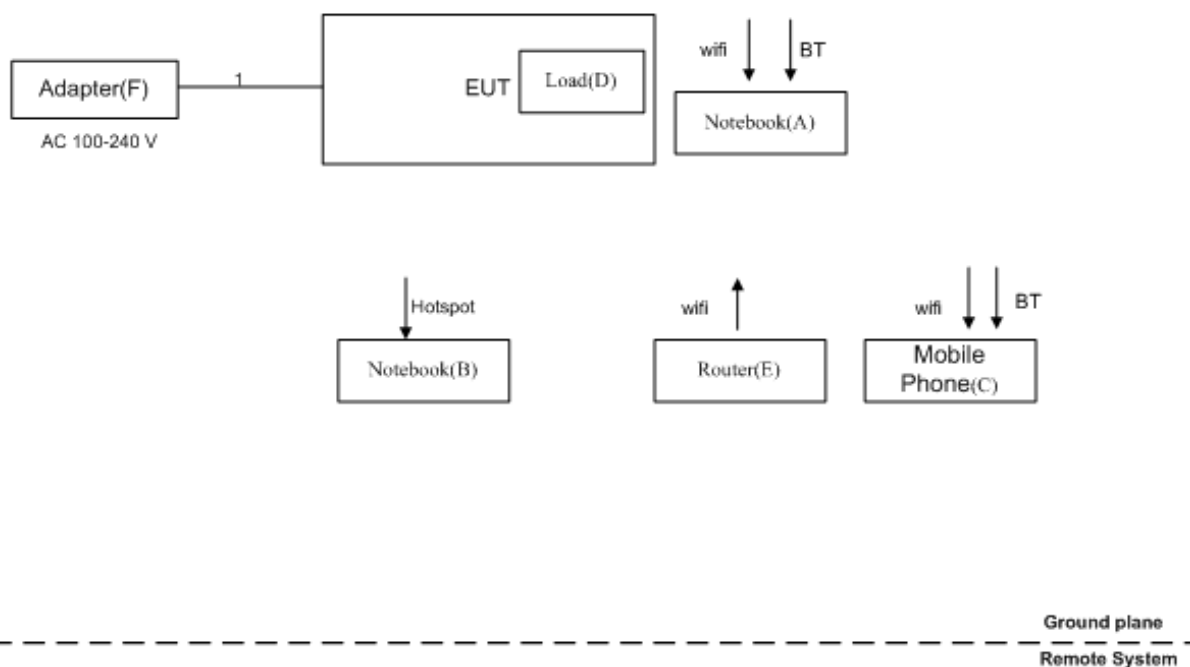 wifi
BT
Adapter(F)
1
EUT
Load(D)
Notebook(A)
AC 100-240 V
Hotspot
wifi
wifi
BT
Notebook(B)
Router(E)
Mobile
Phone(C)
Ground plane
Remote System